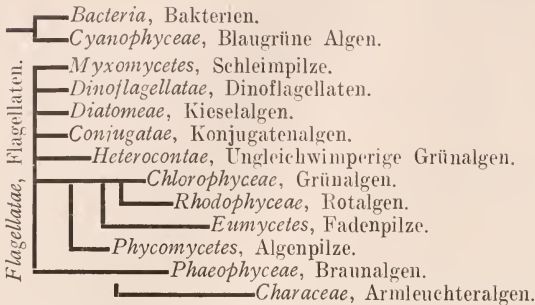 Bacteria, Bakterien.
Cyanophyceae, Blaugrüne Algen.
Flagellatae, Flagellaten.
Myxomycetes, Schleimpilze.
Dinoflagellatae, Dinoflagellaten.
Diatomeae, Kieselalgen.
Conjugatae, Konjugatenalgen.
Heterocontae, Ungleichwimperige Grünalgen.
Chlorophyceae, Grünalgen.
Rhodophyceae, Rotalgen.
Eumycetes, Fadenpilze.
Phycomycetes, Algenpilze.
Phaeophyceae, Braunalgen.
Characeae, Armleuchteralgen.